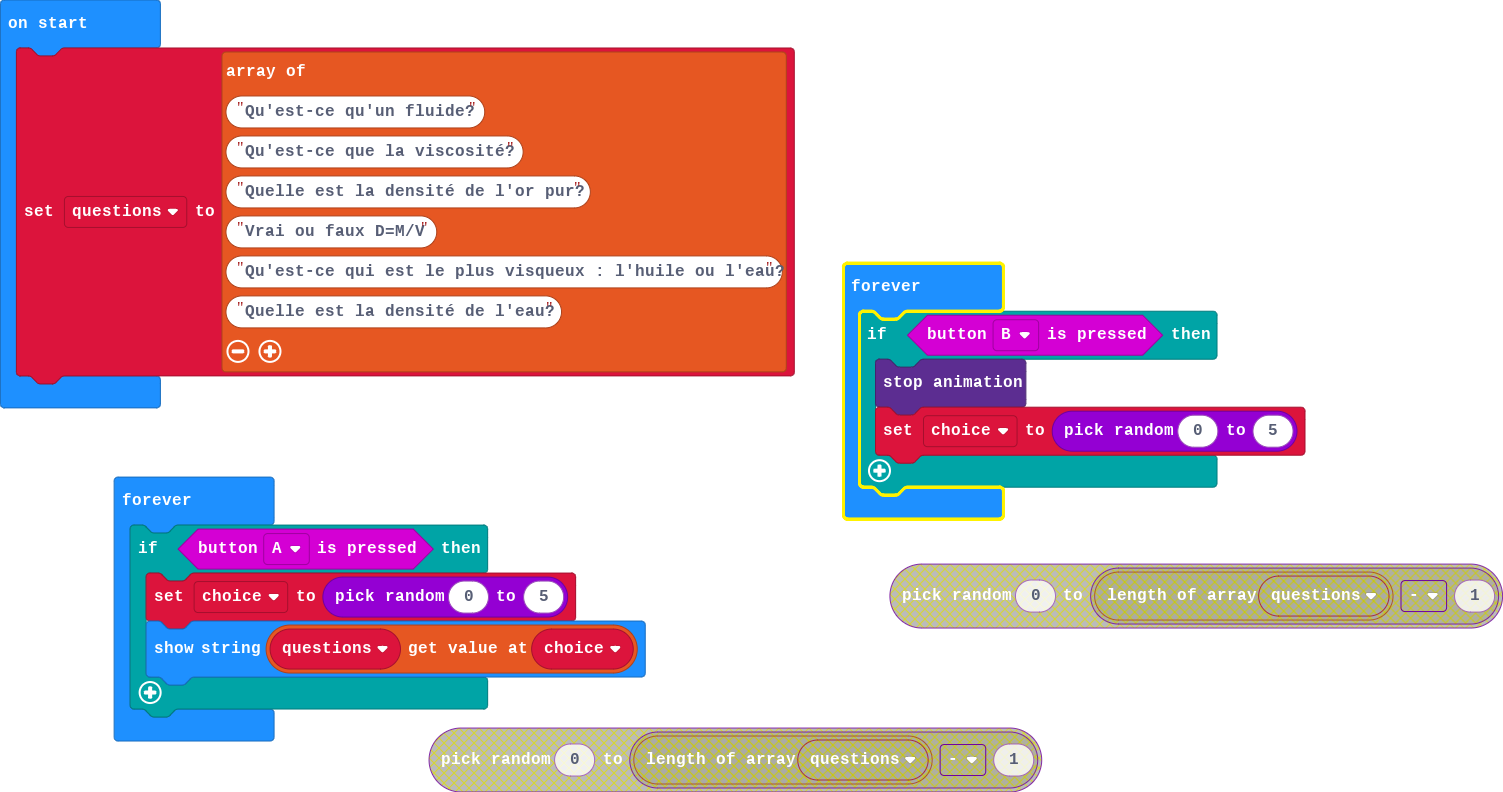 on start
set questions to
array of
"Qu'est-ce qu'un fluide?"
"Qu'est-ce que la viscosité?"
"Quelle est la densité de l'or pur?"
"Vrai ou faux D=M/V"
"Qu'est-ce qui est le plus visqueux : l'huile ou l'eau?"
"Quelle est la densité de l'eau?"
forever
if button B is pressed then
stop animation
set choice to pick random 0 to 5
forever
if button A is pressed then
set choice to pick random 0 to 5
show string questions get value at choice
pick random 0 to length of array questions - 1
pick random 0 to length of array questions - 1